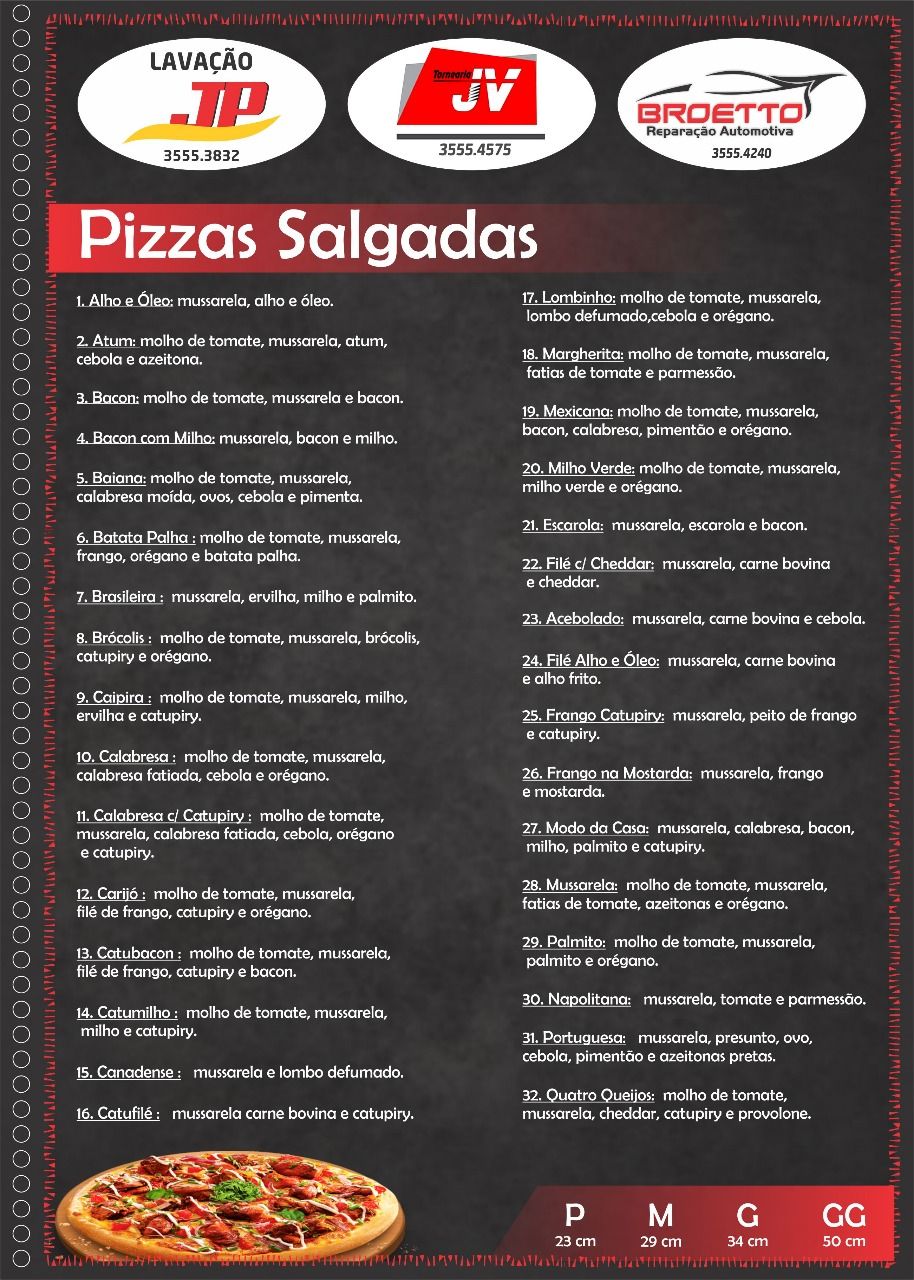 LAVAÇÃO
JP
3555.3832
Tornearia
JV
3555.4575
BROETTO
Reparação Automotiva
3555.4240
Pizzas Salgadas
1. Alho e Óleo: mussarela, alho e óleo.
2. Atum: molho de tomate, mussarela, atum,
cebola e azeitona.
3. Bacon: molho de tomate, mussarela e bacon.
4. Bacon com Milho: mussarela, bacon e milho.
5. Baiana: molho de tomate, mussarela,
calabresa moída, ovos, cebola e pimenta.
6. Batata Palha : molho de tomate, mussarela,
frango, orégano e batata palha.
7. Brasileira : mussarela, ervilha, milho e palmito.
8. Brócolis : molho de tomate, mussarela, brócolis,
catupiry e orégano.
9. Caipira : molho de tomate, mussarela, milho,
ervilha e catupiry.
10. Calabresa : molho de tomate, mussarela,
calabresa fatiada, cebola e orégano.
11. Calabresa c/ Catupiry : molho de tomate,
mussarela, calabresa fatiada, cebola, orégano
e catupiry.
12. Carijó : molho de tomate, mussarela,
filé de frango, catupiry e orégano.
13. Catubacon : molho de tomate, mussarela,
filé de frango, catupiry e bacon.
14. Catumilho : molho de tomate, mussarela,
milho e catupiry.
15. Canadense : mussarela e lombo defumado.
16. Catufilé : mussarela carne bovina e catupiry.
17. Lombinho: molho de tomate, mussarela,
lombo defumado,cebola e orégano.
18. Margherita: molho de tomate, mussarela,
fatias de tomate e parmessão.
19. Mexicana: molho de tomate, mussarela,
bacon, calabresa, pimentão e orégano.
20. Milho Verde: molho de tomate, mussarela,
milho verde e orégano.
21. Escarola: mussarela, escarola e bacon.
22. Filé c/ Cheddar: mussarela, carne bovina
e cheddar.
23. Acebolado: mussarela, carne bovina e cebola.
24. Filé Alho e Óleo: mussarela, carne bovina
e alho frito.
25. Frango Catupiry: mussarela, peito de frango
e catupiry.
26. Frango na Mostarda: mussarela, frango
e mostarda.
27. Modo da Casa: mussarela, calabresa, bacon,
milho, palmito e catupiry.
28. Mussarela: molho de tomate, mussarela,
fatias de tomate, azeitonas e orégano.
29. Palmito: molho de tomate, mussarela,
palmito e orégano.
30. Napolitana: mussarela, tomate e parmessão.
31. Portuguesa: mussarela, presunto, ovo,
cebola, pimentão e azeitonas pretas.
32. Quatro Queijos: molho de tomate,
mussarela, cheddar, catupiry e provolone.
P M G GG
23 cm 29 cm 34 cm 50 cm